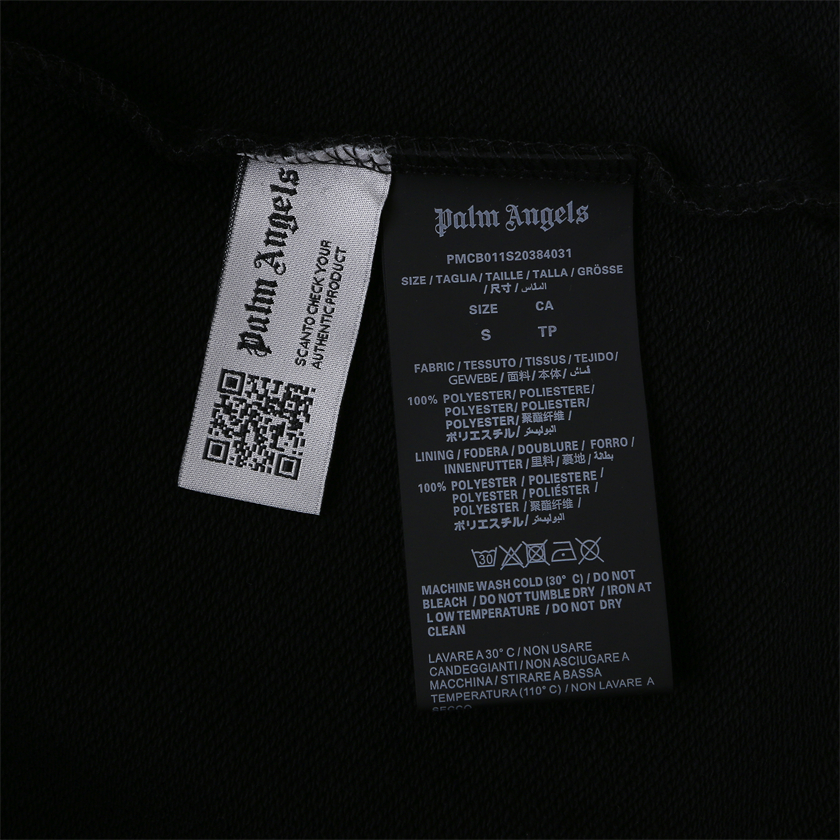 Palm Angels
SCAN TO CHECK YOUR
AUTHENTIC PRODUCT
Palm Angels
PMCB011S20384031
SIZE / TAGLIA / TAILLE / TALLA / GRÖSSE
/ 尺寸 / المقاس
SIZE CA
S TP
FABRIC / TESSUTO / TISSUS / TEJIDO/
GEWEBE / 面料 / 本体 / قماش
100% POLYESTER/ POLIESTERE/
POLYESTER/ POLIESTER/
POLYESTER/ 聚酯纤维 /
ポリエステル/ البوليستر
LINING / FODERA / DOUBLURE / FORRO /
INNENFUTTER / 里料 / 裏地 / بطانة
100% POLYESTER / POLIESTERE /
POLYESTER / POLIÉSTER /
POLYESTER / 聚酯纤维 /
ポリエステル/ البوليستر
30
MACHINE WASH COLD (30° C) / DO NOT
BLEACH / DO NOT TUMBLE DRY / IRON AT
LOW TEMPERATURE / DO NOT DRY
CLEAN
LAVARE A 30° C / NON USARE
CANDEGGIANTI / NON ASCIUGARE A
MACCHINA / STIRARE A BASSA
TEMPERATURA (110° C) / NON LAVARE A
SECCO